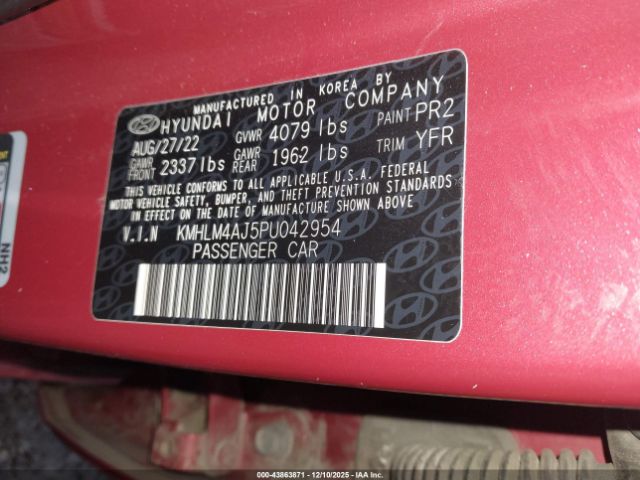 MANUFACTURED IN KOREA BY
HYUNDAI MOTOR COMPANY
AUG/27/22 GVWR 4079 lbs PAINT PR2
GAWR FRONT 2337 lbs GAWR REAR 1962 lbs TRIM YFR
THIS VEHICLE CONFORMS TO ALL APPLICABLE U.S.A. FEDERAL
MOTOR VEHICLE SAFETY, BUMPER, AND THEFT PREVENTION STANDARDS
IN EFFECT ON THE DATE OF MANUFACTURE SHOWN ABOVE.
V.I.N KMHLM4AJ5PU042954
PASSENGER CAR
NH2
000-43863871 - 12/10/2025 - IAA Inc.